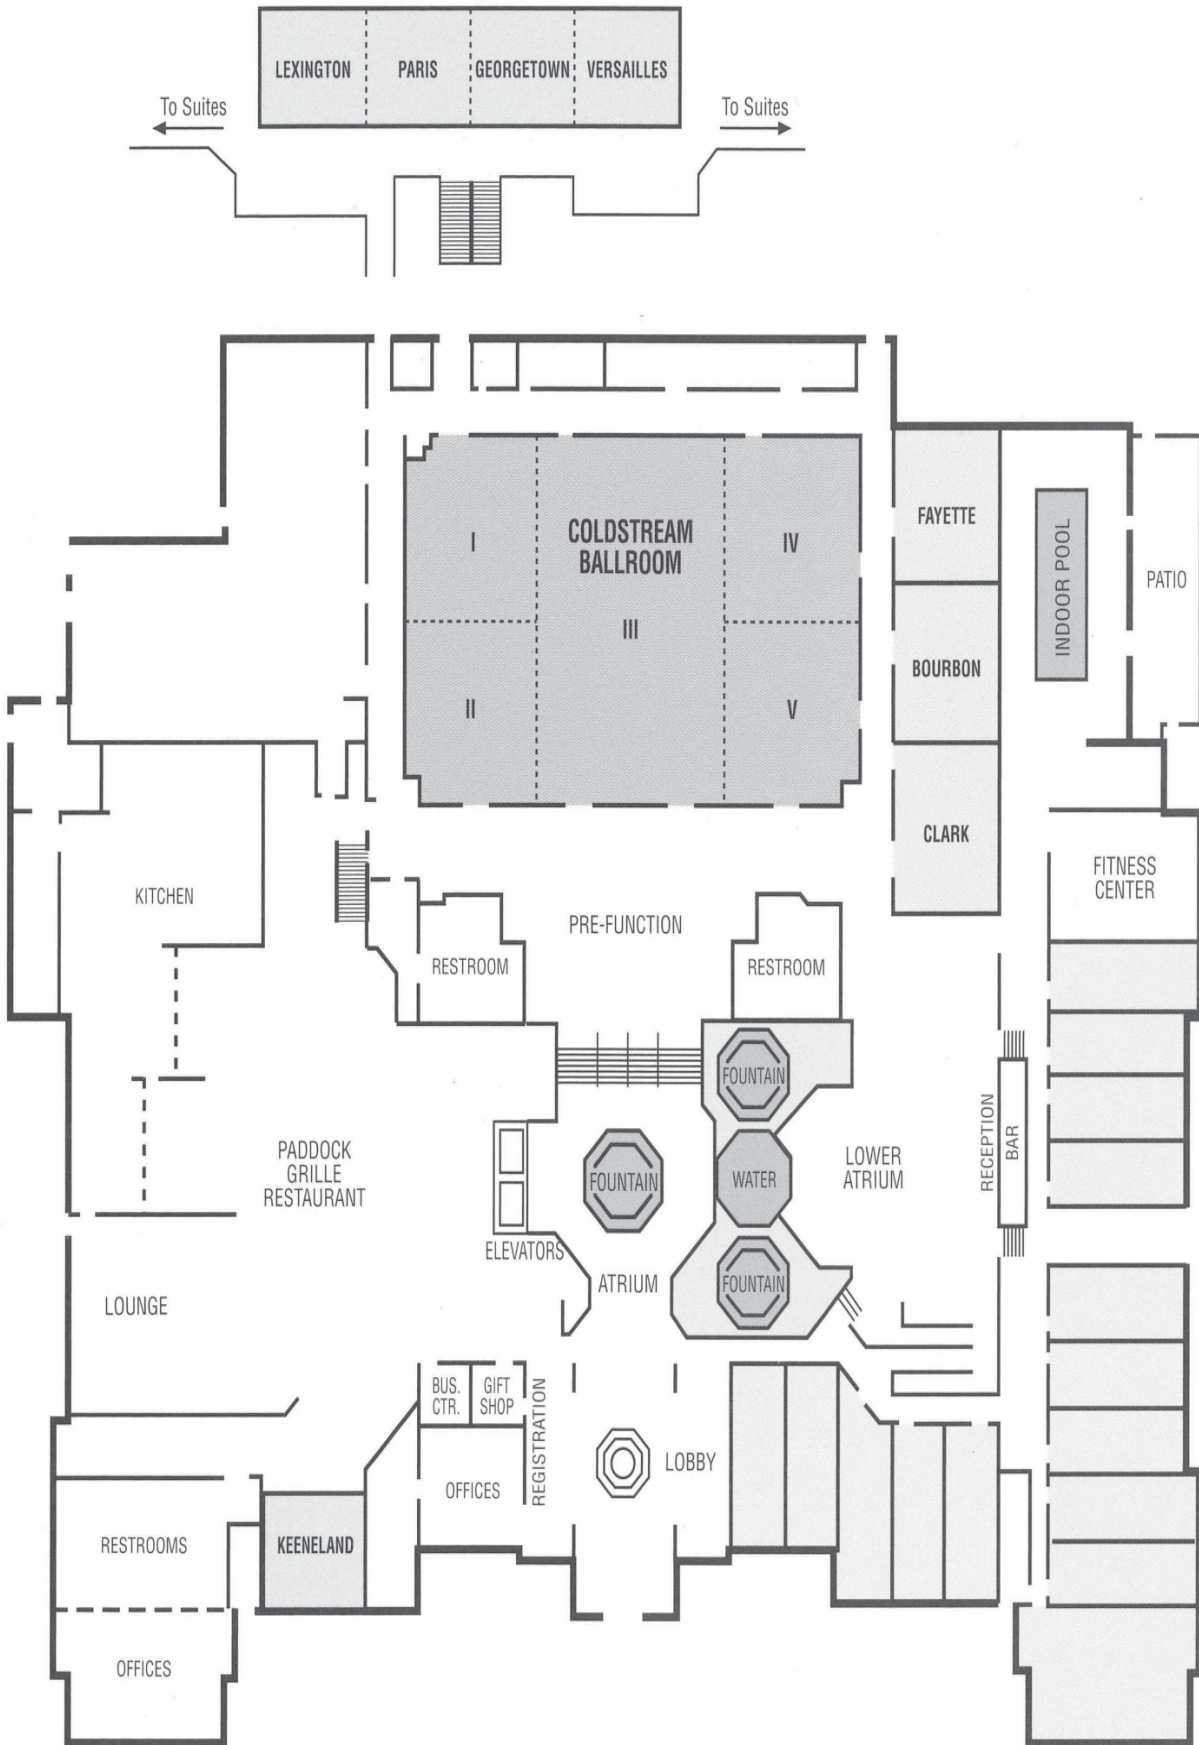 LEXINGTON
PARIS
GEORGETOWN
VERSAILLES
To Suites
To Suites
I
COLDSTREAM
BALLROOM
IV
III
II
V
FAYETTE
BOURBON
CLARK
INDOOR POOL
PATIO
FITNESS
CENTER
KITCHEN
PRE-FUNCTION
RESTROOM
RESTROOM
FOUNTAIN
PADDOCK
GRILLE
RESTAURANT
FOUNTAIN
WATER
LOWER
ATRIUM
RECEPTION
BAR
ELEVATORS
ATRIUM
FOUNTAIN
LOUNGE
BUS.
CTR.
GIFT
SHOP
REGISTRATION
LOBBY
OFFICES
RESTROOMS
KEENELAND
OFFICES